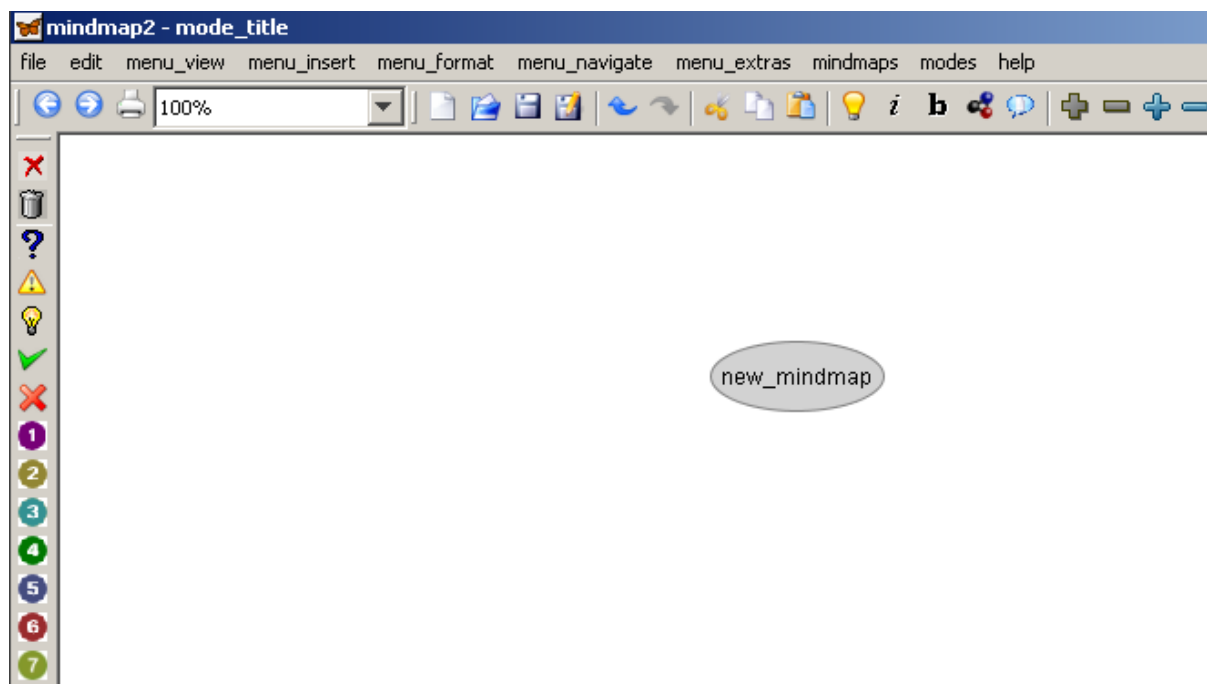 mindmap2 - mode_title
file edit menu_view menu_insert menu_format menu_navigate menu_extras mindmaps modes help
100% i b
?
new_mindmap
1
2
3
4
5
6
7